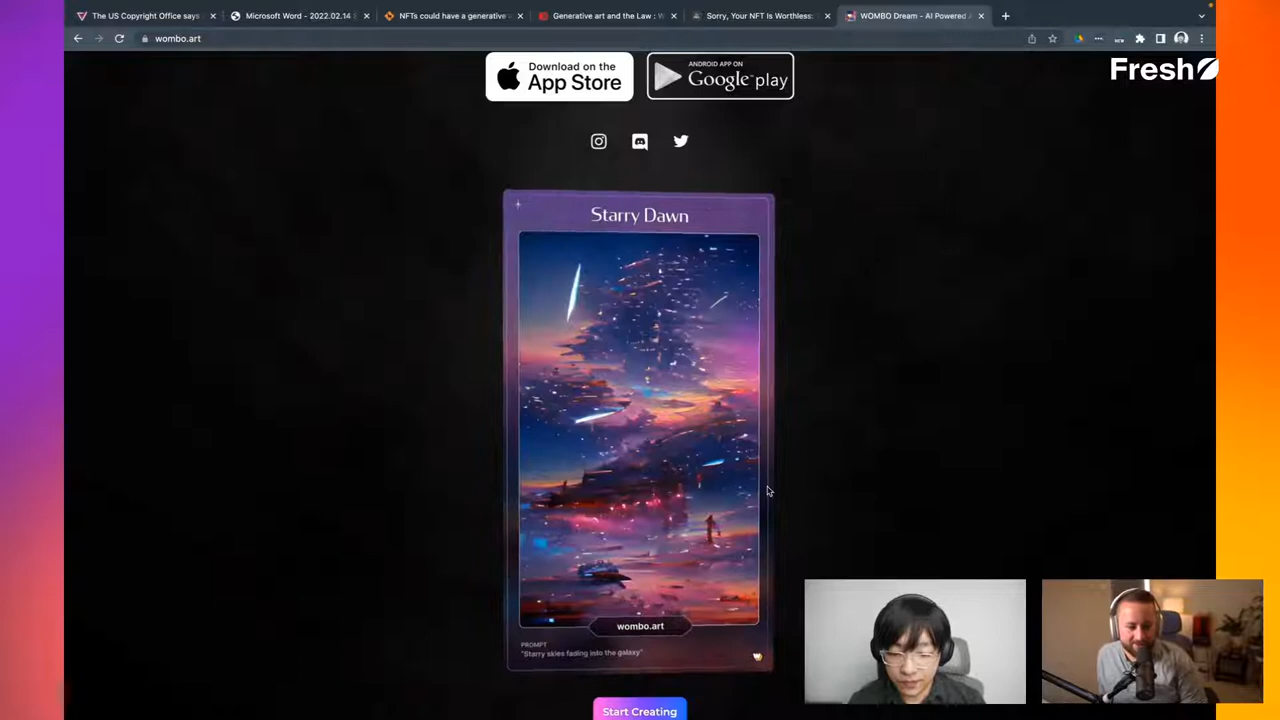 The US Copyright Office says
Microsoft Word - 2022.02.14
NFTs could have a generative
Generative art and the Law : W
Sorry, Your NFT Is Worthless:
WOMBO Dream - AI Powered
wombo.art
NEW
Fresh
Download on the
App Store
ANDROID APP ON
Google play
Starry Dawn
wombo.art
PROMPT
"Starry skies fading into the galaxy"
Start Creating